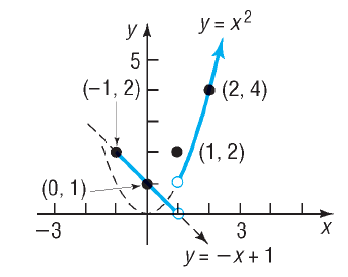 y
y = x²
5
(−1, 2)
(2, 4)
(1, 2)
(0, 1)
−3
3
x
y = −x + 1